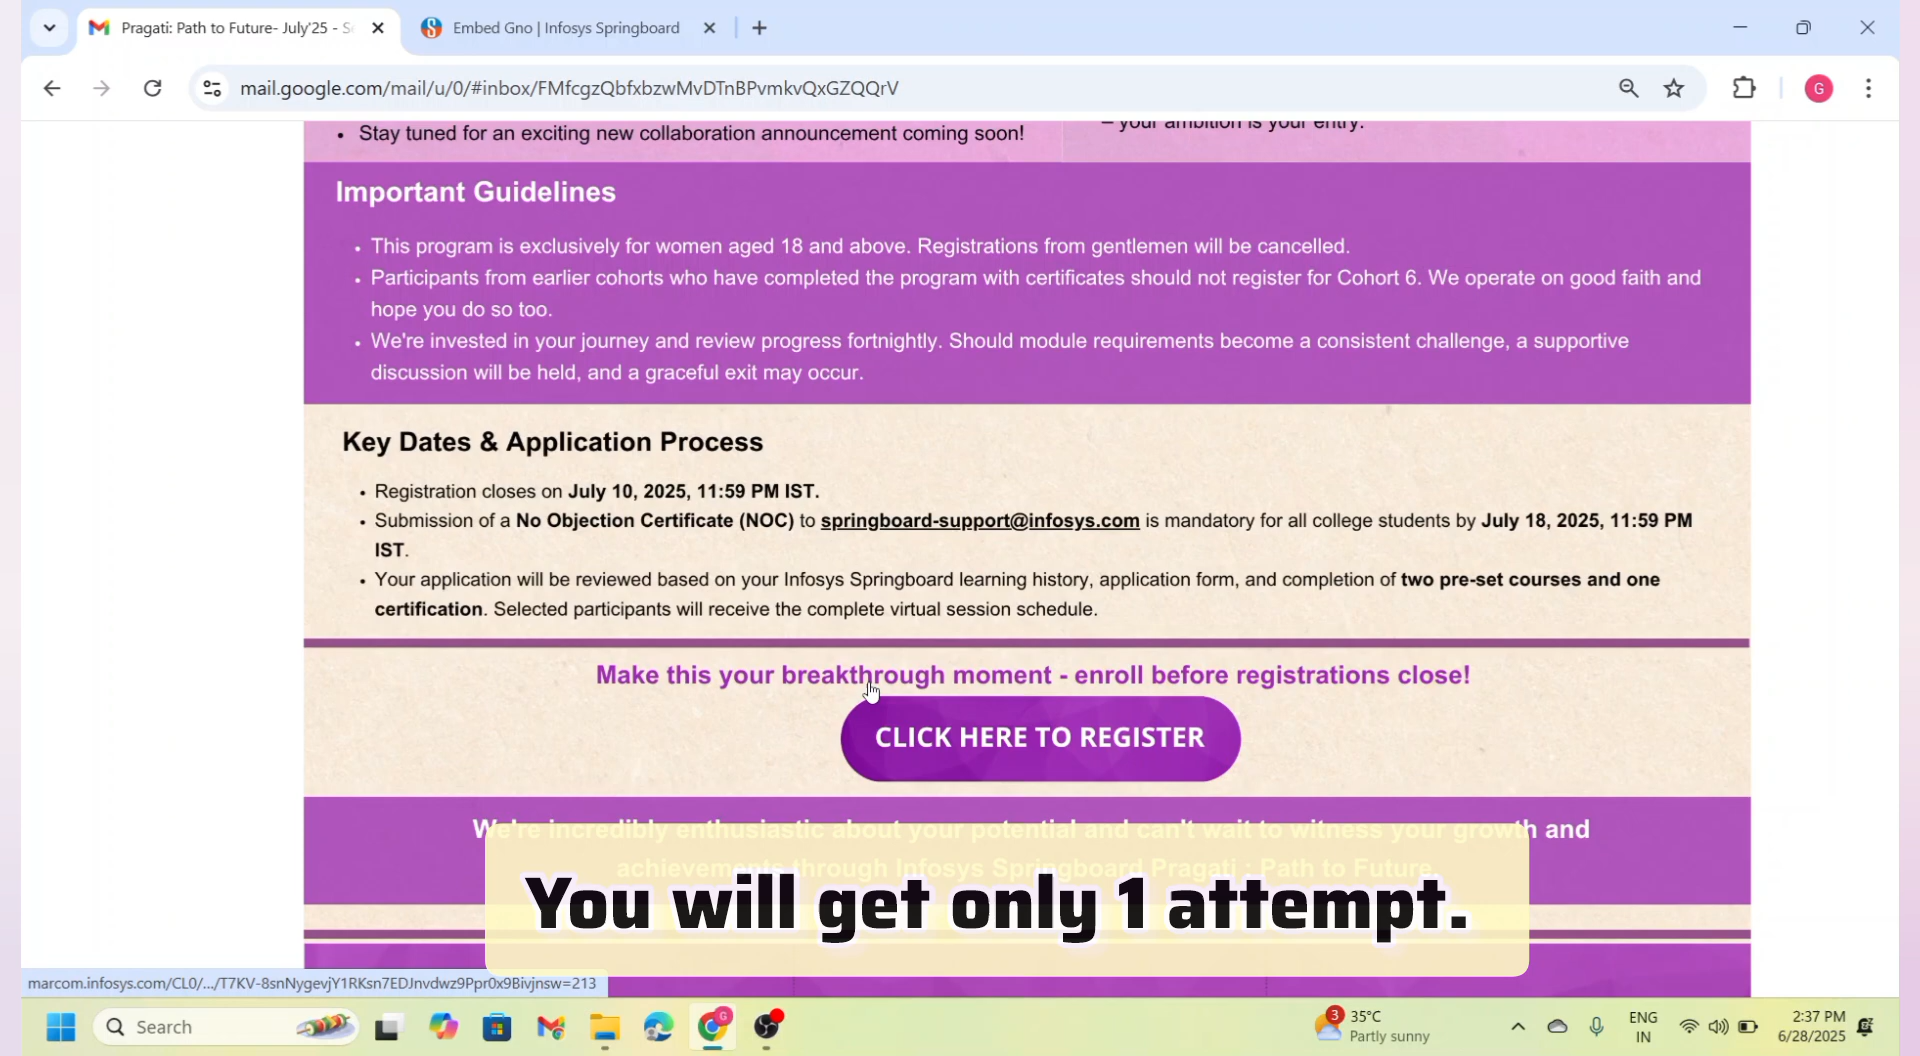 Pragati: Path to Future- July'25 - S
Embed Gno | Infosys Springboard
mail.google.com/mail/u/0/#inbox/FMfcgzQbfxbzwMvDTnBPvmkvQxGZQQrV
G
• Stay tuned for an exciting new collaboration announcement coming soon!
– your ambition is your entry.
Important Guidelines
• This program is exclusively for women aged 18 and above. Registrations from gentlemen will be cancelled.
• Participants from earlier cohorts who have completed the program with certificates should not register for Cohort 6. We operate on good faith and
hope you do so too.
• We're invested in your journey and review progress fortnightly. Should module requirements become a consistent challenge, a supportive
discussion will be held, and a graceful exit may occur.
Key Dates & Application Process
• Registration closes on July 10, 2025, 11:59 PM IST.
• Submission of a No Objection Certificate (NOC) to springboard-support@infosys.com is mandatory for all college students by July 18, 2025, 11:59 PM
IST.
• Your application will be reviewed based on your Infosys Springboard learning history, application form, and completion of two pre-set courses and one
certification. Selected participants will receive the complete virtual session schedule.
Make this your breakthrough moment - enroll before registrations close!
CLICK HERE TO REGISTER
We're incredibly enthusiastic about your potential and can't wait to witness your growth and
achievements through Infosys Springboard Pragati : Path to Future.
You will get only 1 attempt.
marcom.infosys.com/CL0/.../T7KV-8snNygevjY1RKsn7EDJnvdwz9Ppr0x9Bivjnsw=213
Search
G
3
35°C
Partly sunny
ENG
IN
2:37 PM
6/28/2025